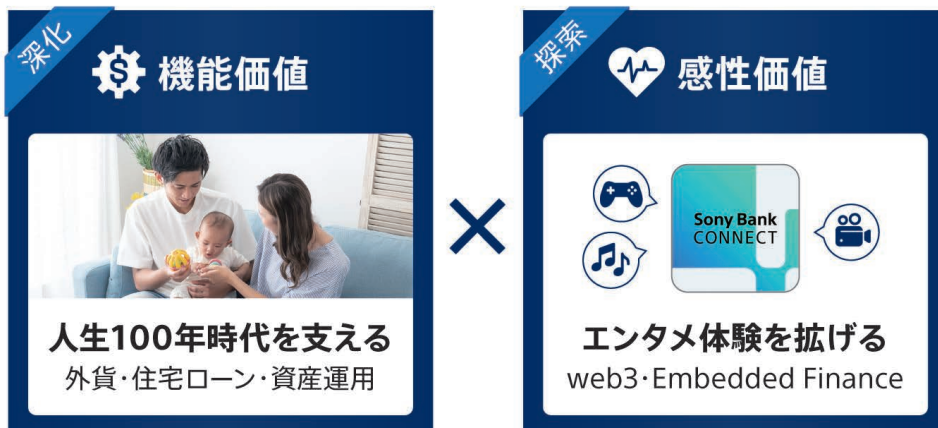 深化
機能価値
人生100年時代を支える
外貨・住宅ローン・資産運用
×
探索
感性価値
Sony Bank
CONNECT
エンタメ体験を拡げる
web3・Embedded Finance